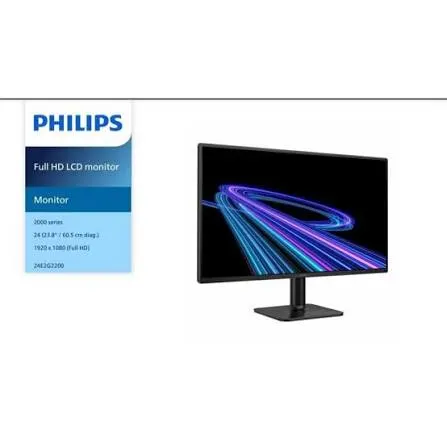 PHILIPS
Full HD LCD monitor
Monitor
2000 series
24 (23.8" / 60.5 cm diag.)
1920 x 1080 (Full HD)
24E2G2200